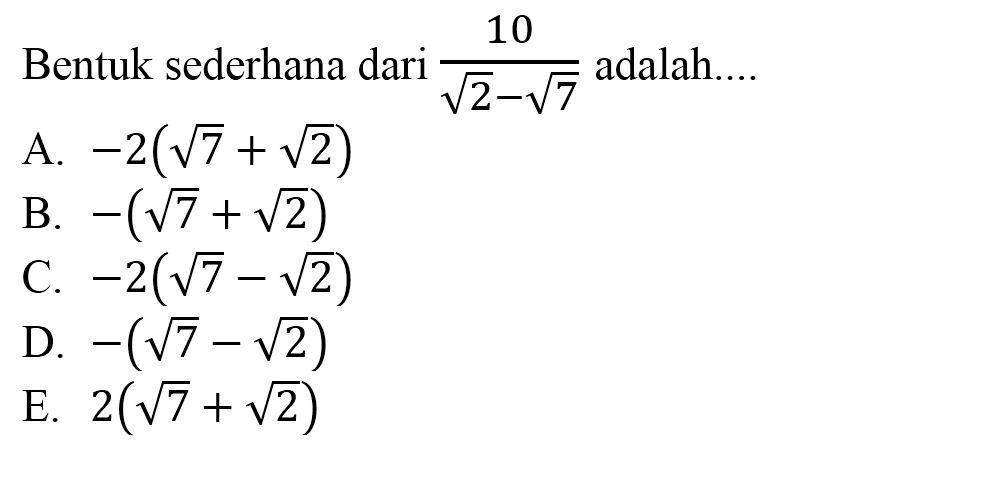 Bentuk sederhana dari 10/(√2−√7) adalah....
A. −2(√7 + √2)
B. −(√7 + √2)
C. −2(√7 − √2)
D. −(√7 − √2)
E. 2(√7 + √2)